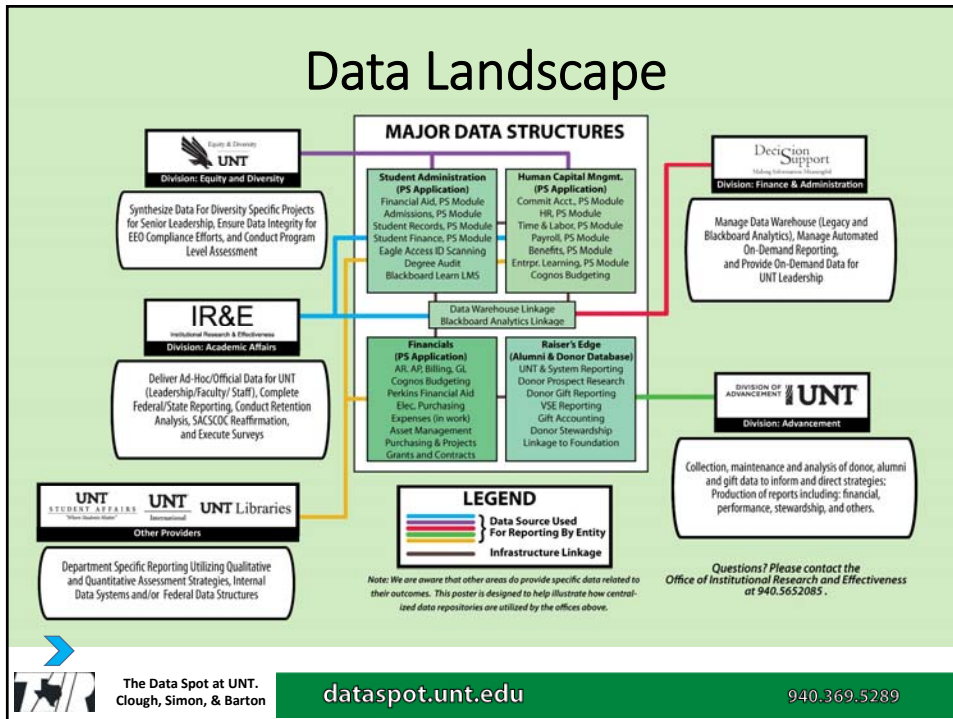 Data Landscape
Equity & Diversity
UNT
Division: Equity and Diversity
Synthesize Data For Diversity Specific Projects
for Senior Leadership, Ensure Data Integrity for
EEO Compliance Efforts, and Conduct Program
Level Assessment
IR&E
Institutional Research & Effectiveness
Division: Academic Affairs
Deliver Ad-Hoc/Official Data for UNT
(Leadership/Faculty/ Staff), Complete
Federal/State Reporting, Conduct Retention
Analysis, SACSCOC Reaffirmation,
and Execute Surveys
UNT
STUDENT AFFAIRS
"Where Students Matter"
UNT
International
UNT Libraries
Other Providers
Department Specific Reporting Utilizing Qualitative
and Quantitative Assessment Strategies, Internal
Data Systems and/or Federal Data Structures
MAJOR DATA STRUCTURES
Student Administration
(PS Application)
Financial Aid, PS Module
Admissions, PS Module
Student Records, PS Module
Student Finance, PS Module
Eagle Access ID Scanning
Degree Audit
Blackboard Learn LMS
Human Capital Mngmt.
(PS Application)
Commit Acct., PS Module
HR, PS Module
Time & Labor, PS Module
Payroll, PS Module
Benefits, PS Module
Entrpr. Learning, PS Module
Cognos Budgeting
Data Warehouse Linkage
Blackboard Analytics Linkage
Financials
(PS Application)
AR. AP, Billing, GL
Cognos Budgeting
Perkins Financial Aid
Elec. Purchasing
Expenses (in work)
Asset Management
Purchasing & Projects
Grants and Contracts
Raiser's Edge
(Alumni & Donor Database)
UNT & System Reporting
Donor Prospect Research
Donor Gift Reporting
VSE Reporting
Gift Accounting
Donor Stewardship
Linkage to Foundation
LEGEND
Data Source Used
For Reporting By Entity
Infrastructure Linkage
Note: We are aware that other areas do provide specific data related to
their outcomes. This poster is designed to help illustrate how central-
ized data repositories are utilized by the offices above.
Decision
Support
Making Information Meaningful
Division: Finance & Administration
Manage Data Warehouse (Legacy and
Blackboard Analytics), Manage Automated
On-Demand Reporting,
and Provide On-Demand Data for
UNT Leadership
DIVISION OF
ADVANCEMENT
UNT
Division: Advancement
Collection, maintenance and analysis of donor, alumni
and gift data to inform and direct strategies;
Production of reports including: financial,
performance, stewardship, and others.
Questions? Please contact the
Office of Institutional Research and Effectiveness
at 940.5652085 .
The Data Spot at UNT.
Clough, Simon, & Barton
dataspot.unt.edu
940.369.5289